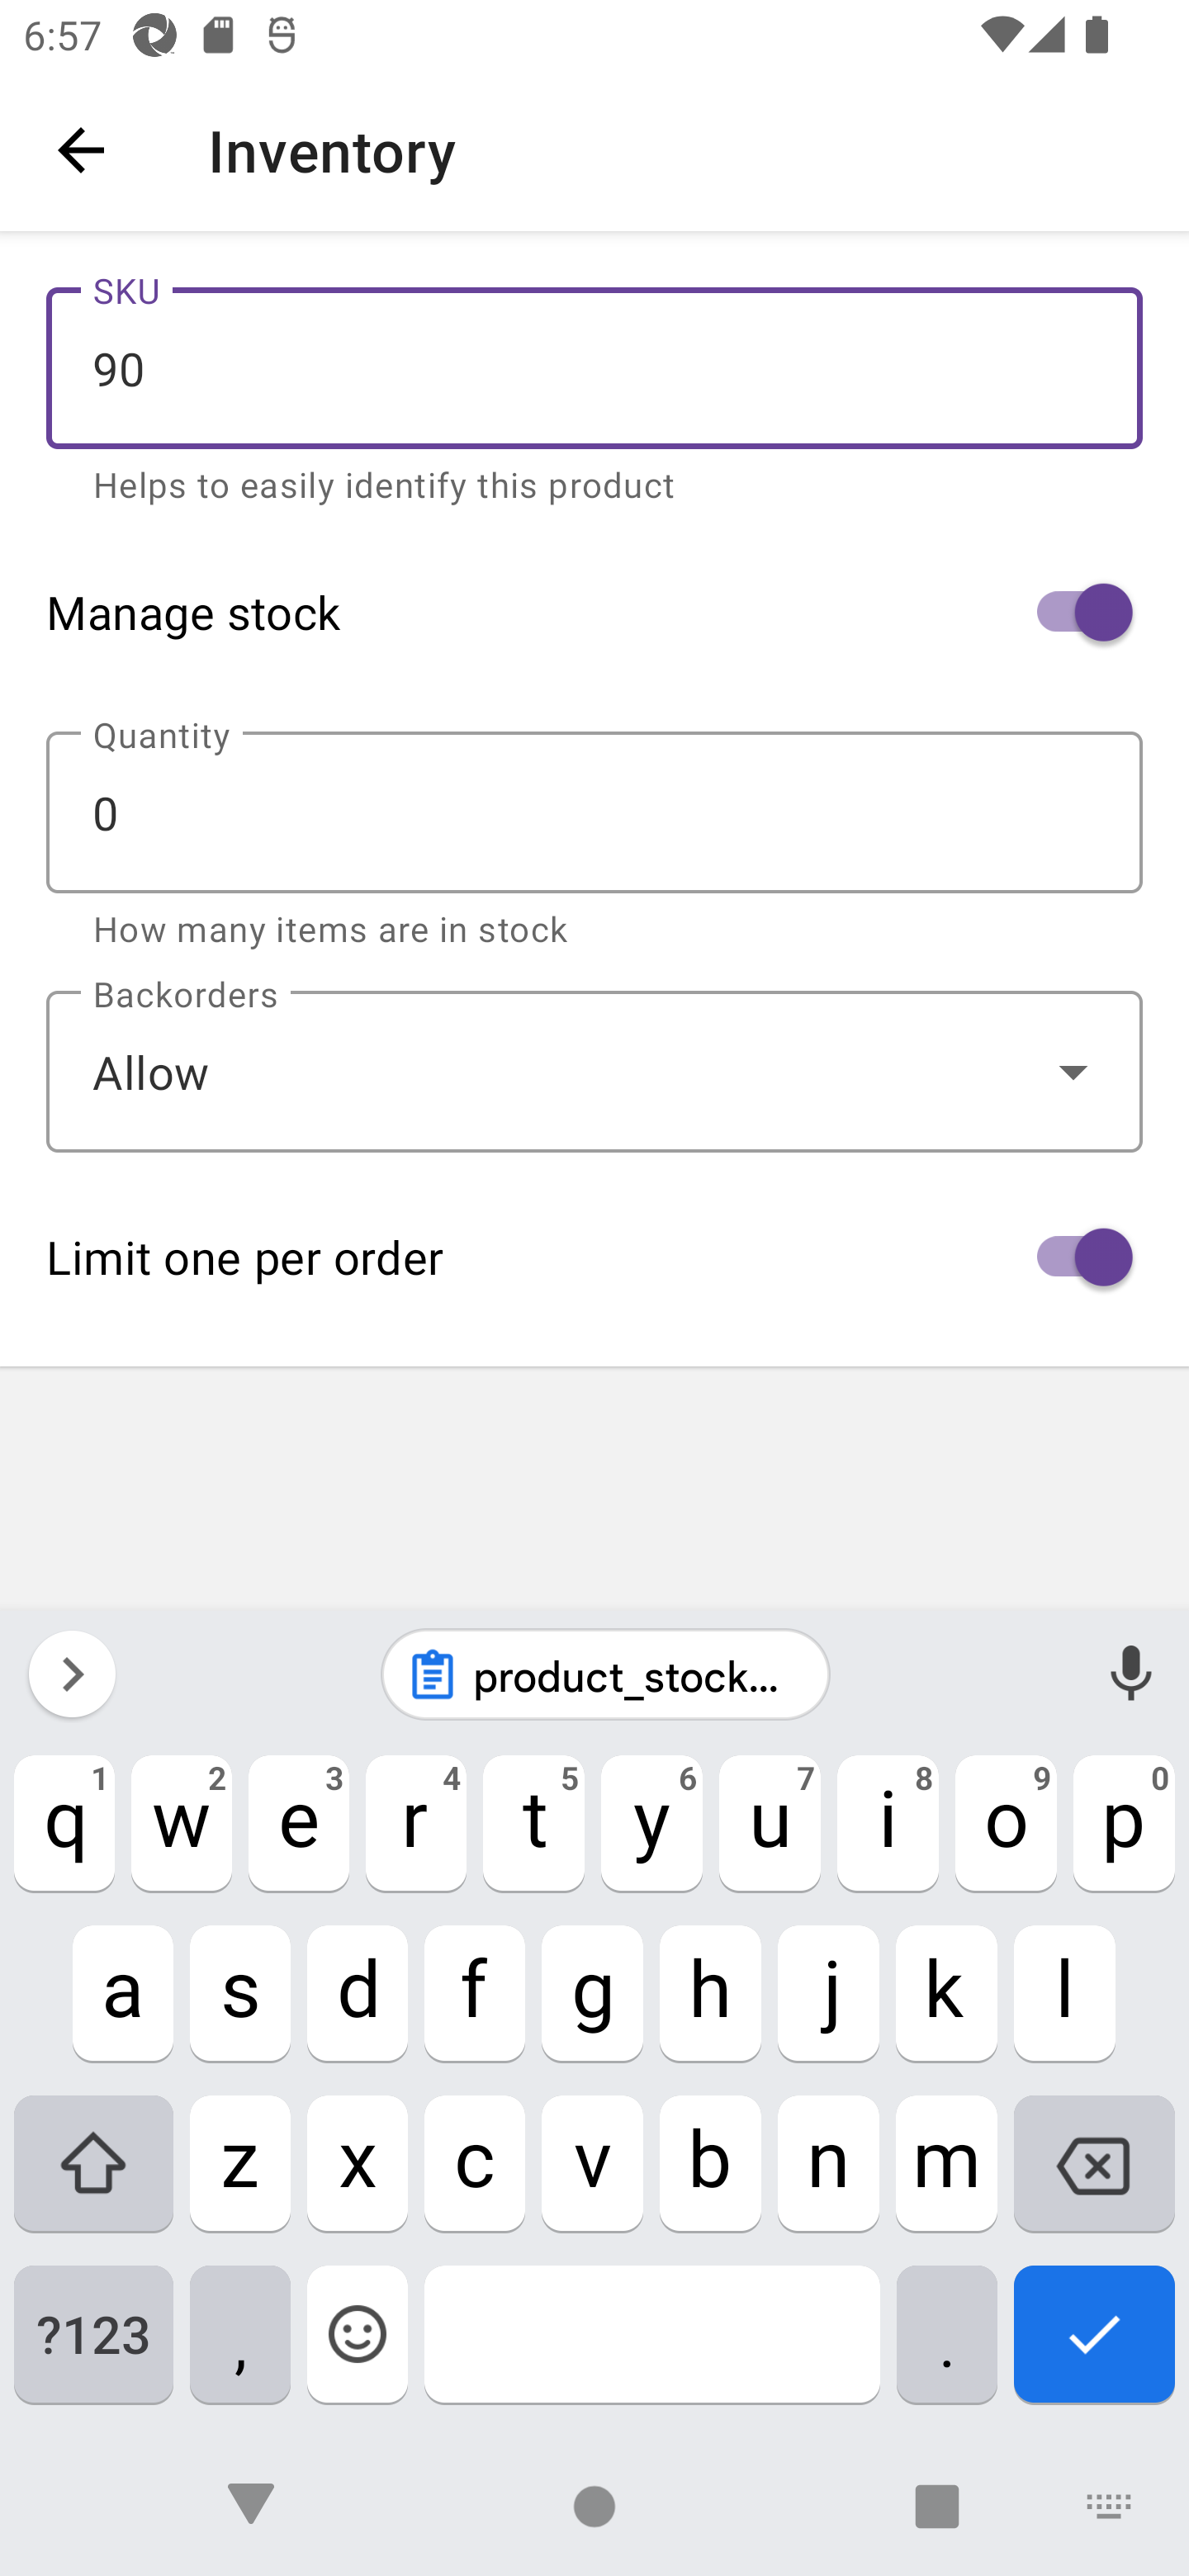 6:57
Inventory
SKU
90
Helps to easily identify this product
Manage stock
Quantity
0
How many items are in stock
Backorders
Allow
Limit one per order
product_stock...
q 1 w 2 e 3 r 4 t 5 y 6 u 7 i 8 o 9 p 0
a s d f g h j k l
z x c v b n m
?123 , .